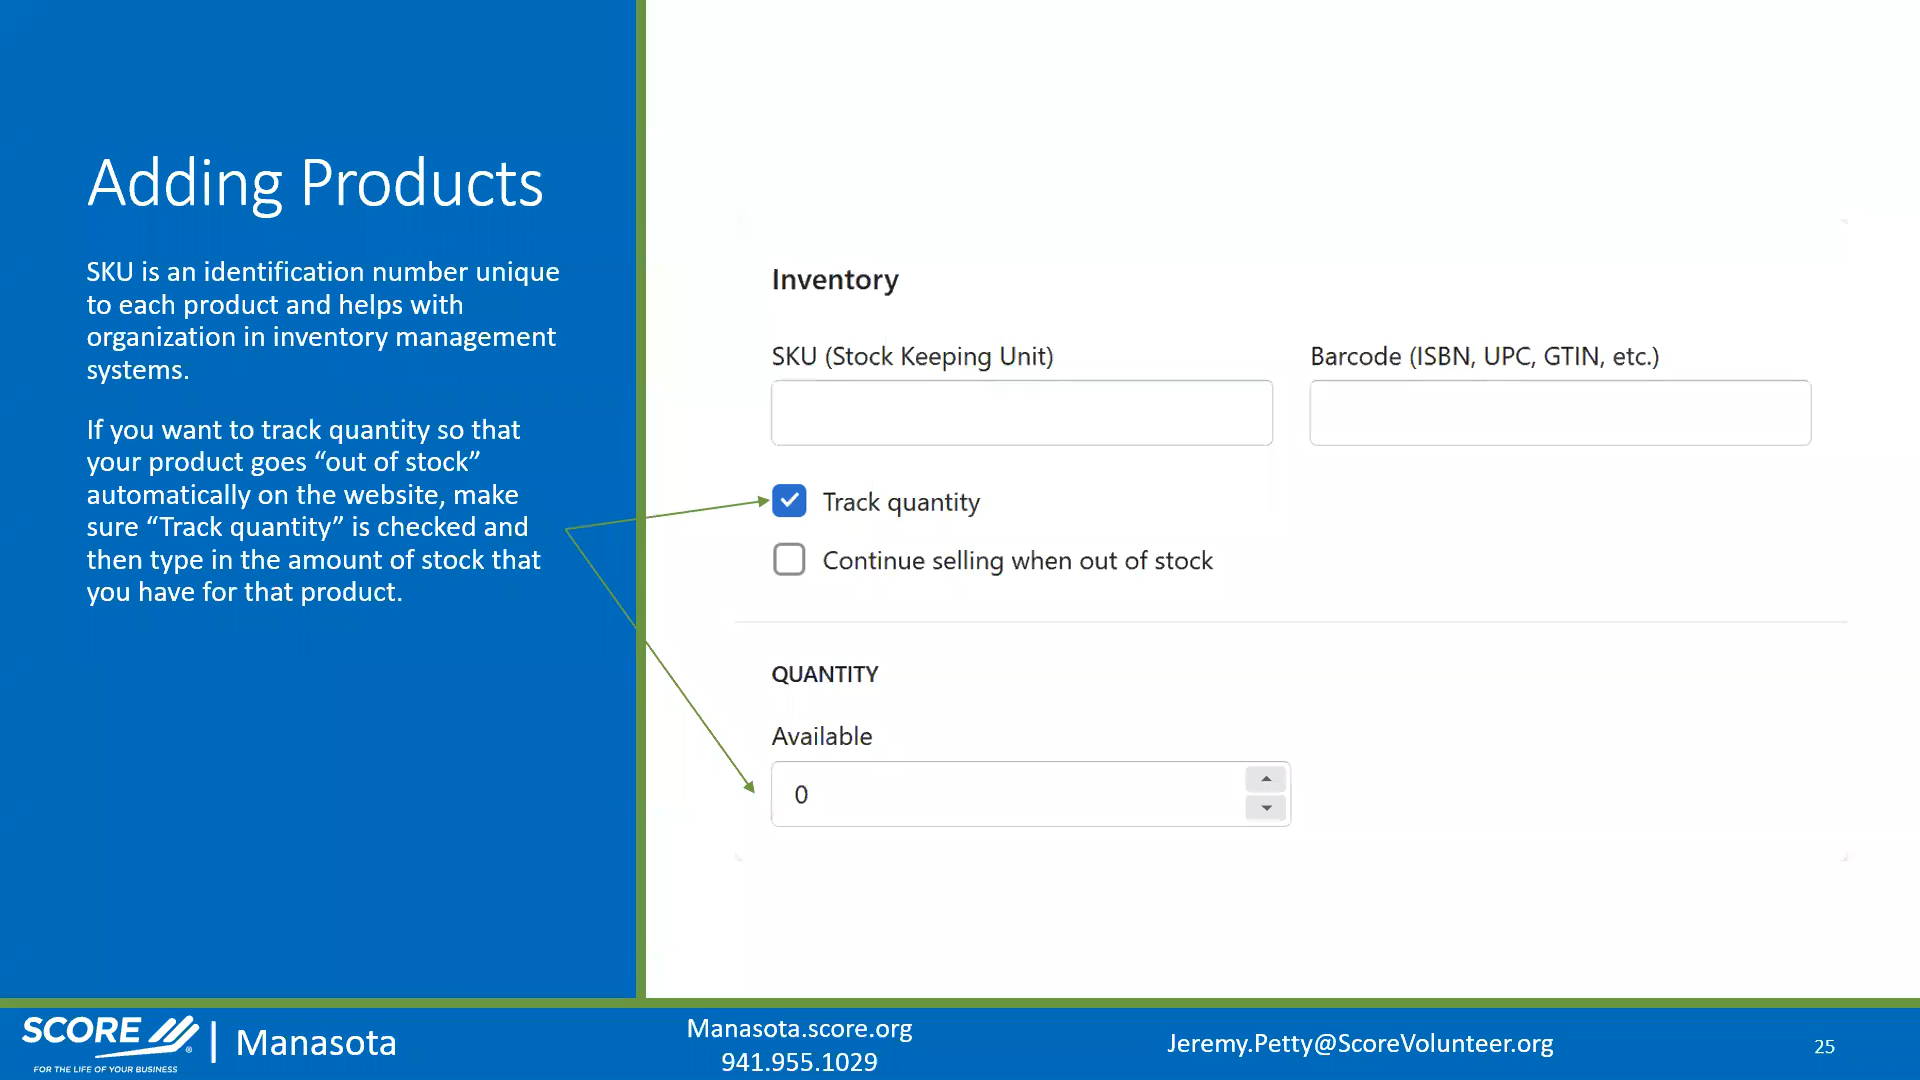 Adding Products
SKU is an identification number unique
to each product and helps with
organization in inventory management
systems.
If you want to track quantity so that
your product goes “out of stock”
automatically on the website, make
sure “Track quantity” is checked and
then type in the amount of stock that
you have for that product.
Inventory
SKU (Stock Keeping Unit)
Barcode (ISBN, UPC, GTIN, etc.)
Track quantity
Continue selling when out of stock
QUANTITY
Available
0
SCORE ® | Manasota
FOR THE LIFE OF YOUR BUSINESS
Manasota.score.org
941.955.1029
Jeremy.Petty@ScoreVolunteer.org
25